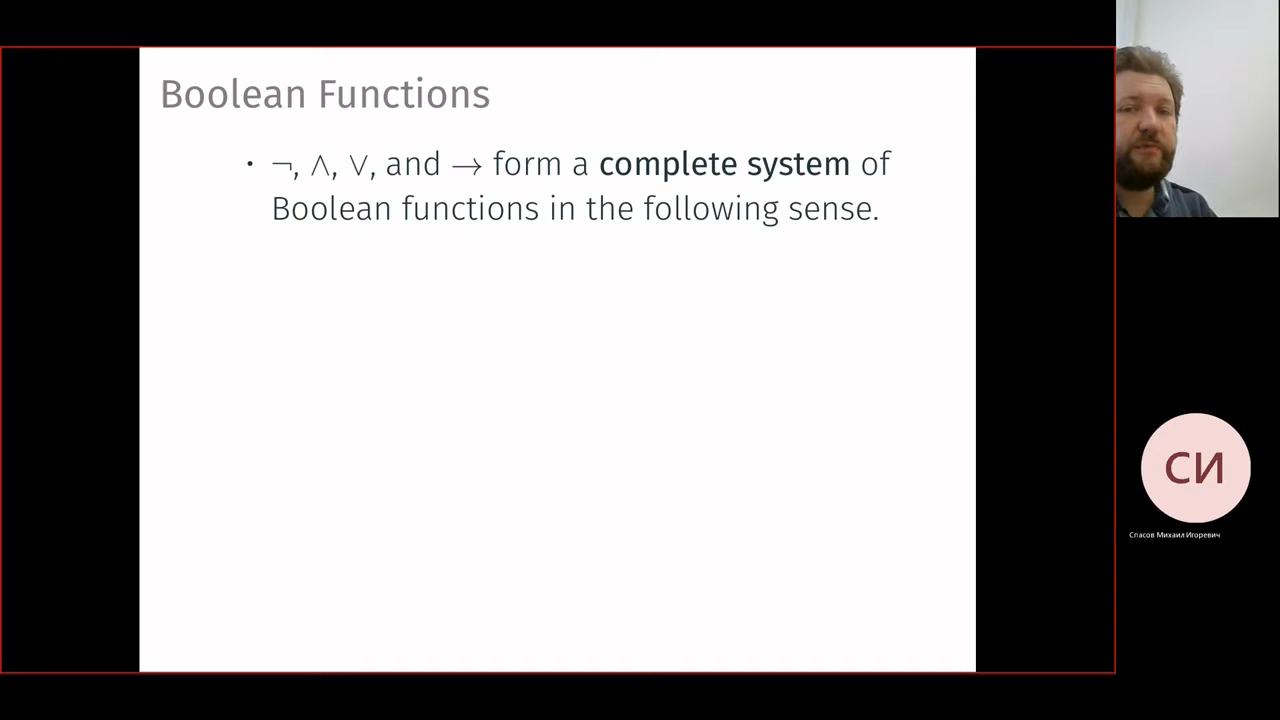 Boolean Functions
• ¬, ∧, ∨, and → form a complete system of
Boolean functions in the following sense.
СИ
Спасов Михаил Игоревич